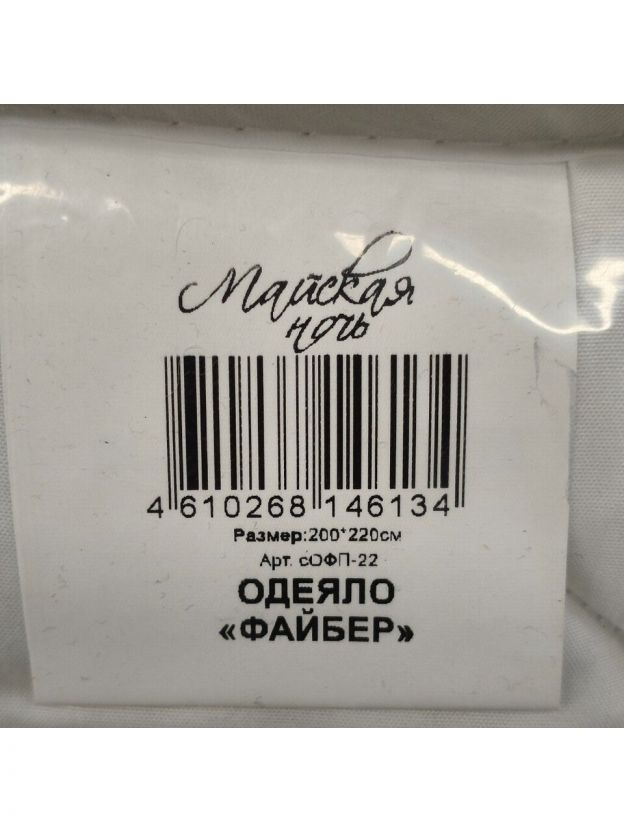 Майская
ночь
4 610268 146134
Размер:200*220см
Арт. сОФП-22
ОДЕЯЛО
«ФАЙБЕР»